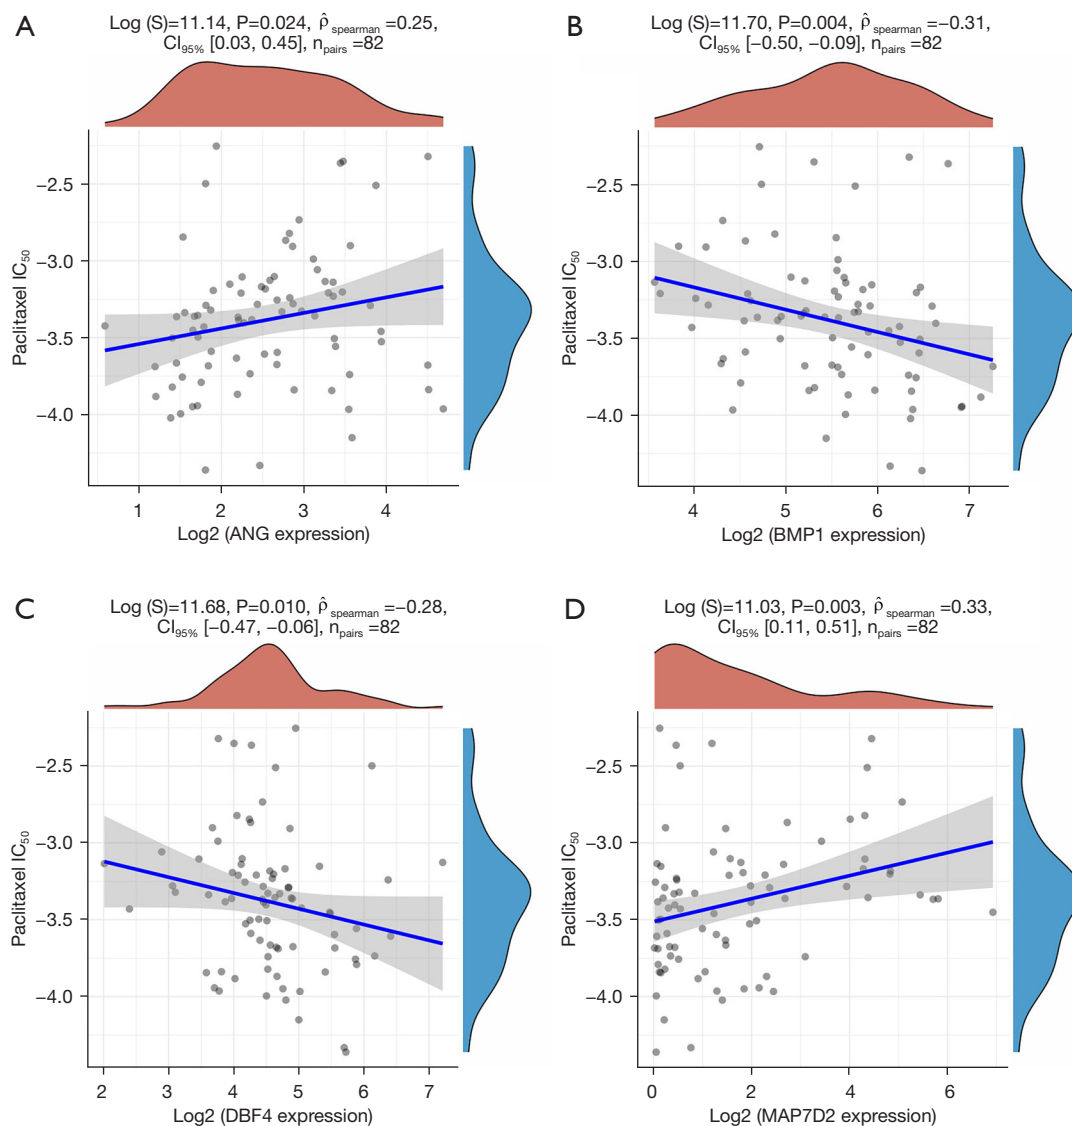 A
Log (S)=11.14, P=0.024, ρ̂ spearman =0.25,
CI95% [0.03, 0.45], npairs =82
−2.5
−3.0
−3.5
−4.0
Paclitaxel IC50
1 2 3 4
Log2 (ANG expression)
B
Log (S)=11.70, P=0.004, ρ̂ spearman =−0.31,
CI95% [−0.50, −0.09], npairs =82
−2.5
−3.0
−3.5
−4.0
Paclitaxel IC50
4 5 6 7
Log2 (BMP1 expression)
C
Log (S)=11.68, P=0.010, ρ̂ spearman =−0.28,
CI95% [−0.47, −0.06], npairs =82
−2.5
−3.0
−3.5
−4.0
Paclitaxel IC50
2 3 4 5 6 7
Log2 (DBF4 expression)
D
Log (S)=11.03, P=0.003, ρ̂ spearman =0.33,
CI95% [0.11, 0.51], npairs =82
−2.5
−3.0
−3.5
−4.0
Paclitaxel IC50
0 2 4 6
Log2 (MAP7D2 expression)